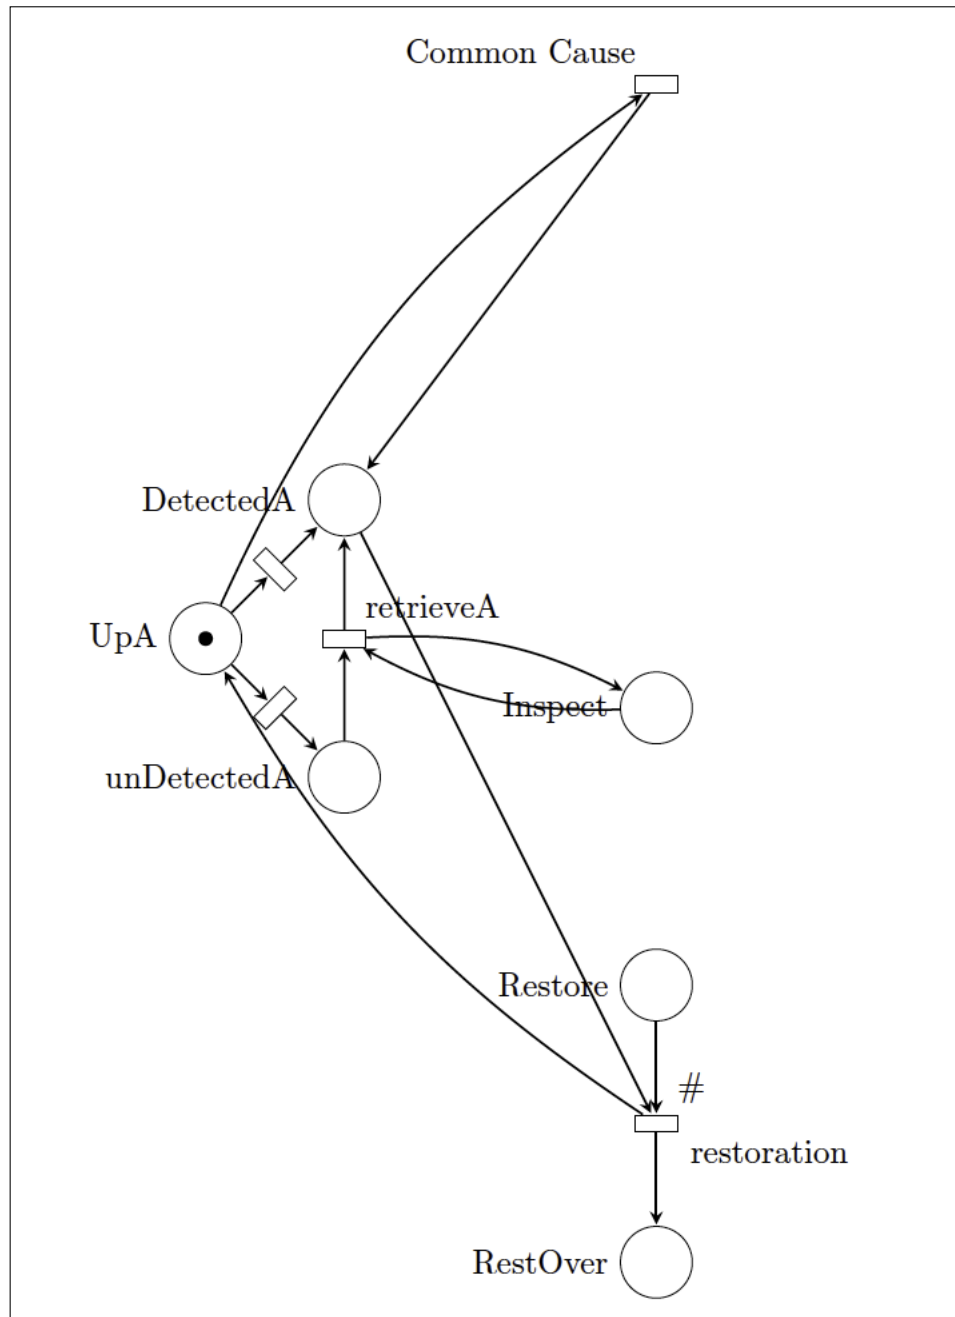 Common Cause
DetectedA
retrieveA
UpA
Inspect
unDetectedA
Restore
#
restoration
RestOver